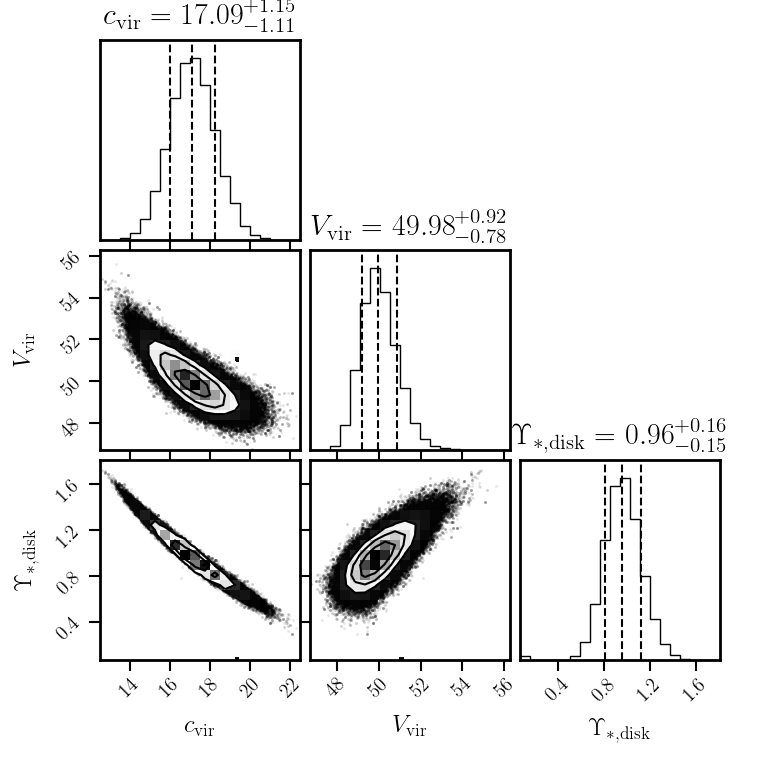 c_vir = 17.09^{+1.15}_{-1.11}
V_vir = 49.98^{+0.92}_{-0.78}
56
54
52
50
48
V_vir
ϒ_{*,disk} = 0.96^{+0.16}_{-0.15}
1.6
1.2
0.8
0.4
ϒ_{*,disk}
14 16 18 20 22
48 50 52 54 56
0.4 0.8 1.2 1.6
c_vir
V_vir
ϒ_{*,disk}